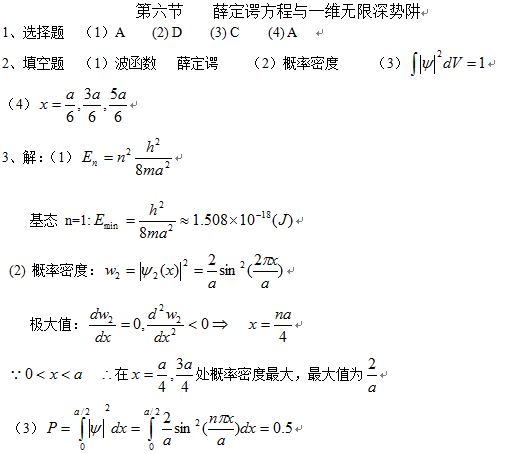 第六节 薛定谔方程与一维无限深势阱↵
1、选择题 (1) A (2) D (3) C (4) A↵
2、填空题 (1)波函数 薛定谔 (2)概率密度 (3) ∫|ψ|²dV=1↵
(4) x = a/6, 3a/6, 5a/6↵
3、解:(1) Eₙ = n² h²/8ma²↵
基态 n=1: E_min = h²/8ma² ≈ 1.508×10⁻¹⁸(J)↵
(2) 概率密度: w₂ = |ψ₂(x)|² = 2/a sin²(2πx/a)
极大值: dw₂/dx = 0, d²w₂/dx² < 0 ⇒ x = na/4↵
∵ 0 < x < a ∴在 x = a/4, 3a/4 处概率密度最大,最大值为 2/a↵
(3) P = ∫₀^{a/2} |ψ|² dx = ∫₀^{a/2} 2/a sin²(nπx/a)dx = 0.5↵